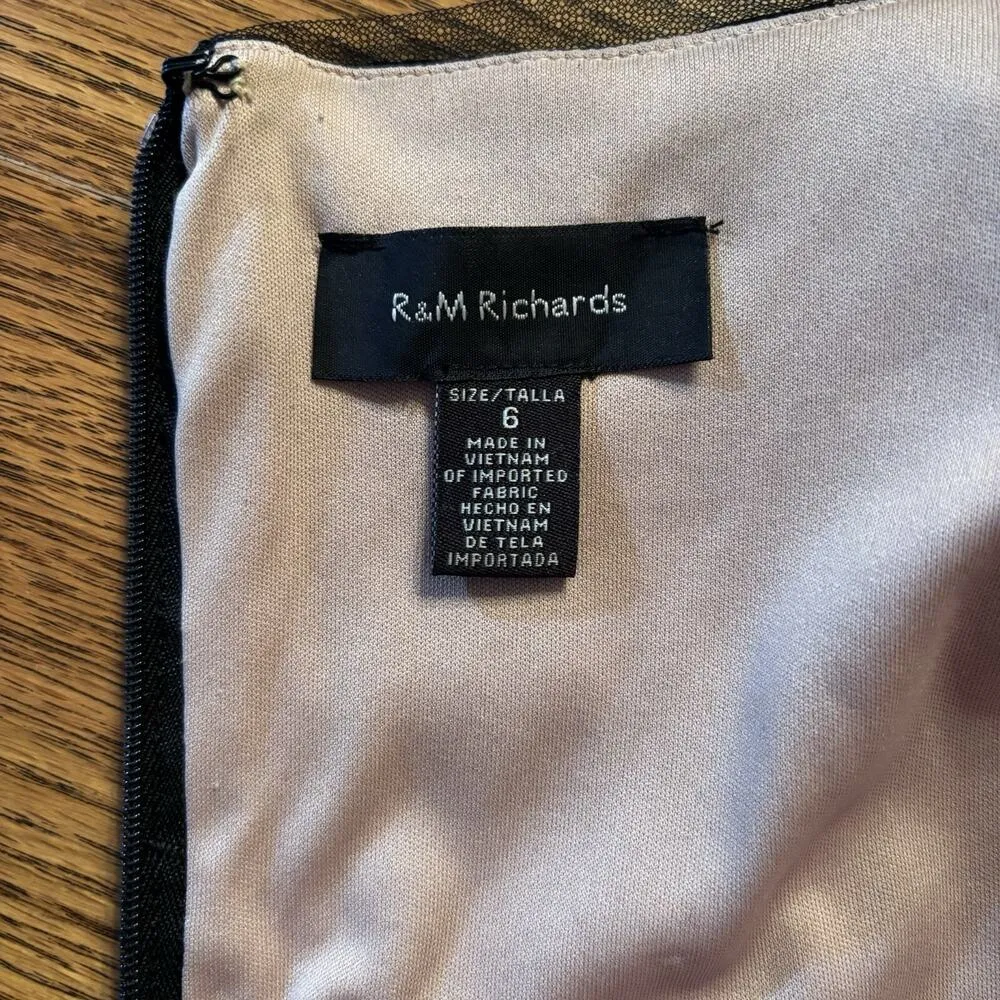 R&M Richards
SIZE/TALLA
6
MADE IN
VIETNAM
OF IMPORTED
FABRIC
HECHO EN
VIETNAM
DE TELA
IMPORTADA